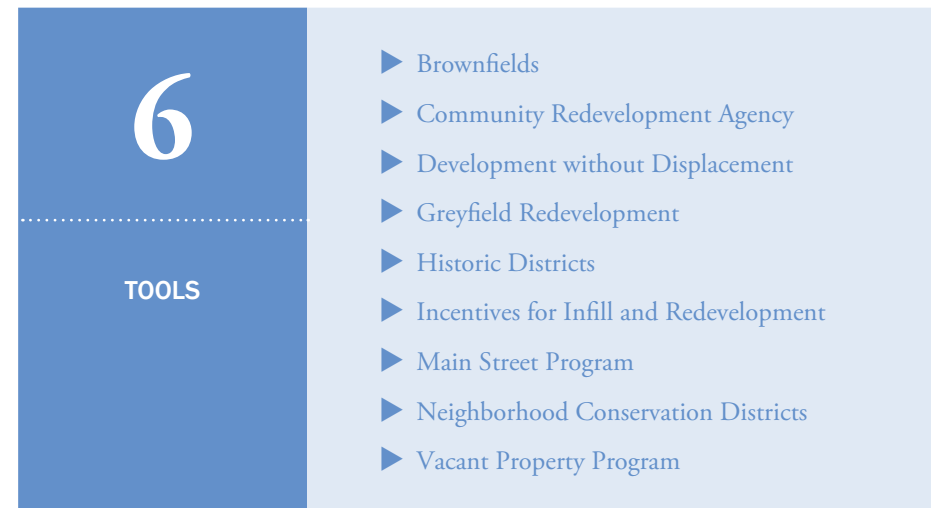 6
TOOLS
Brownfields
Community Redevelopment Agency
Development without Displacement
Greyfield Redevelopment
Historic Districts
Incentives for Infill and Redevelopment
Main Street Program
Neighborhood Conservation Districts
Vacant Property Program